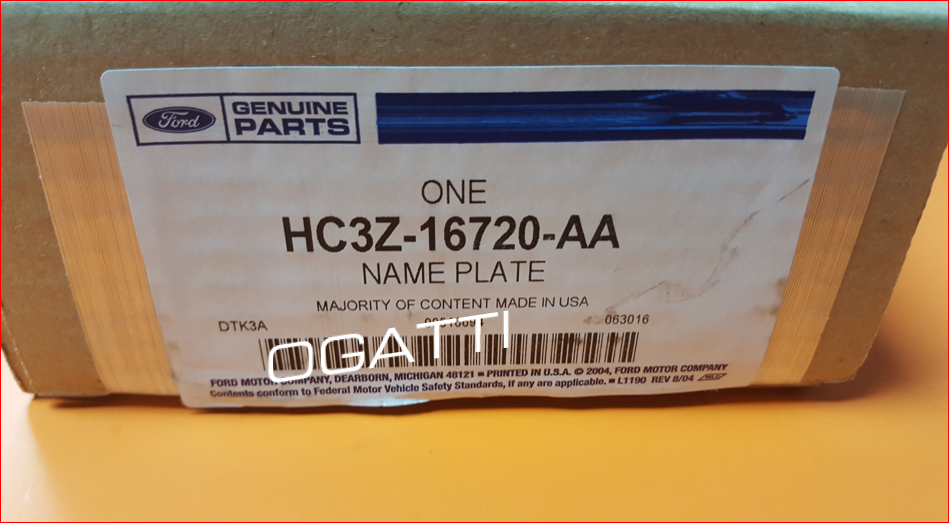 Ford
GENUINE
PARTS
ONE
HC3Z-16720-AA
NAME PLATE
MAJORITY OF CONTENT MADE IN USA
DTK3A 063016
OGATTI
FORD MOTOR COMPANY, DEARBORN, MICHIGAN 48121 ▪ PRINTED IN U.S.A. © 2004, FORD MOTOR COMPANY
Contents conform to Federal Motor Vehicle Safety Standards, if any are applicable. ▪ L1190 REV 8/04